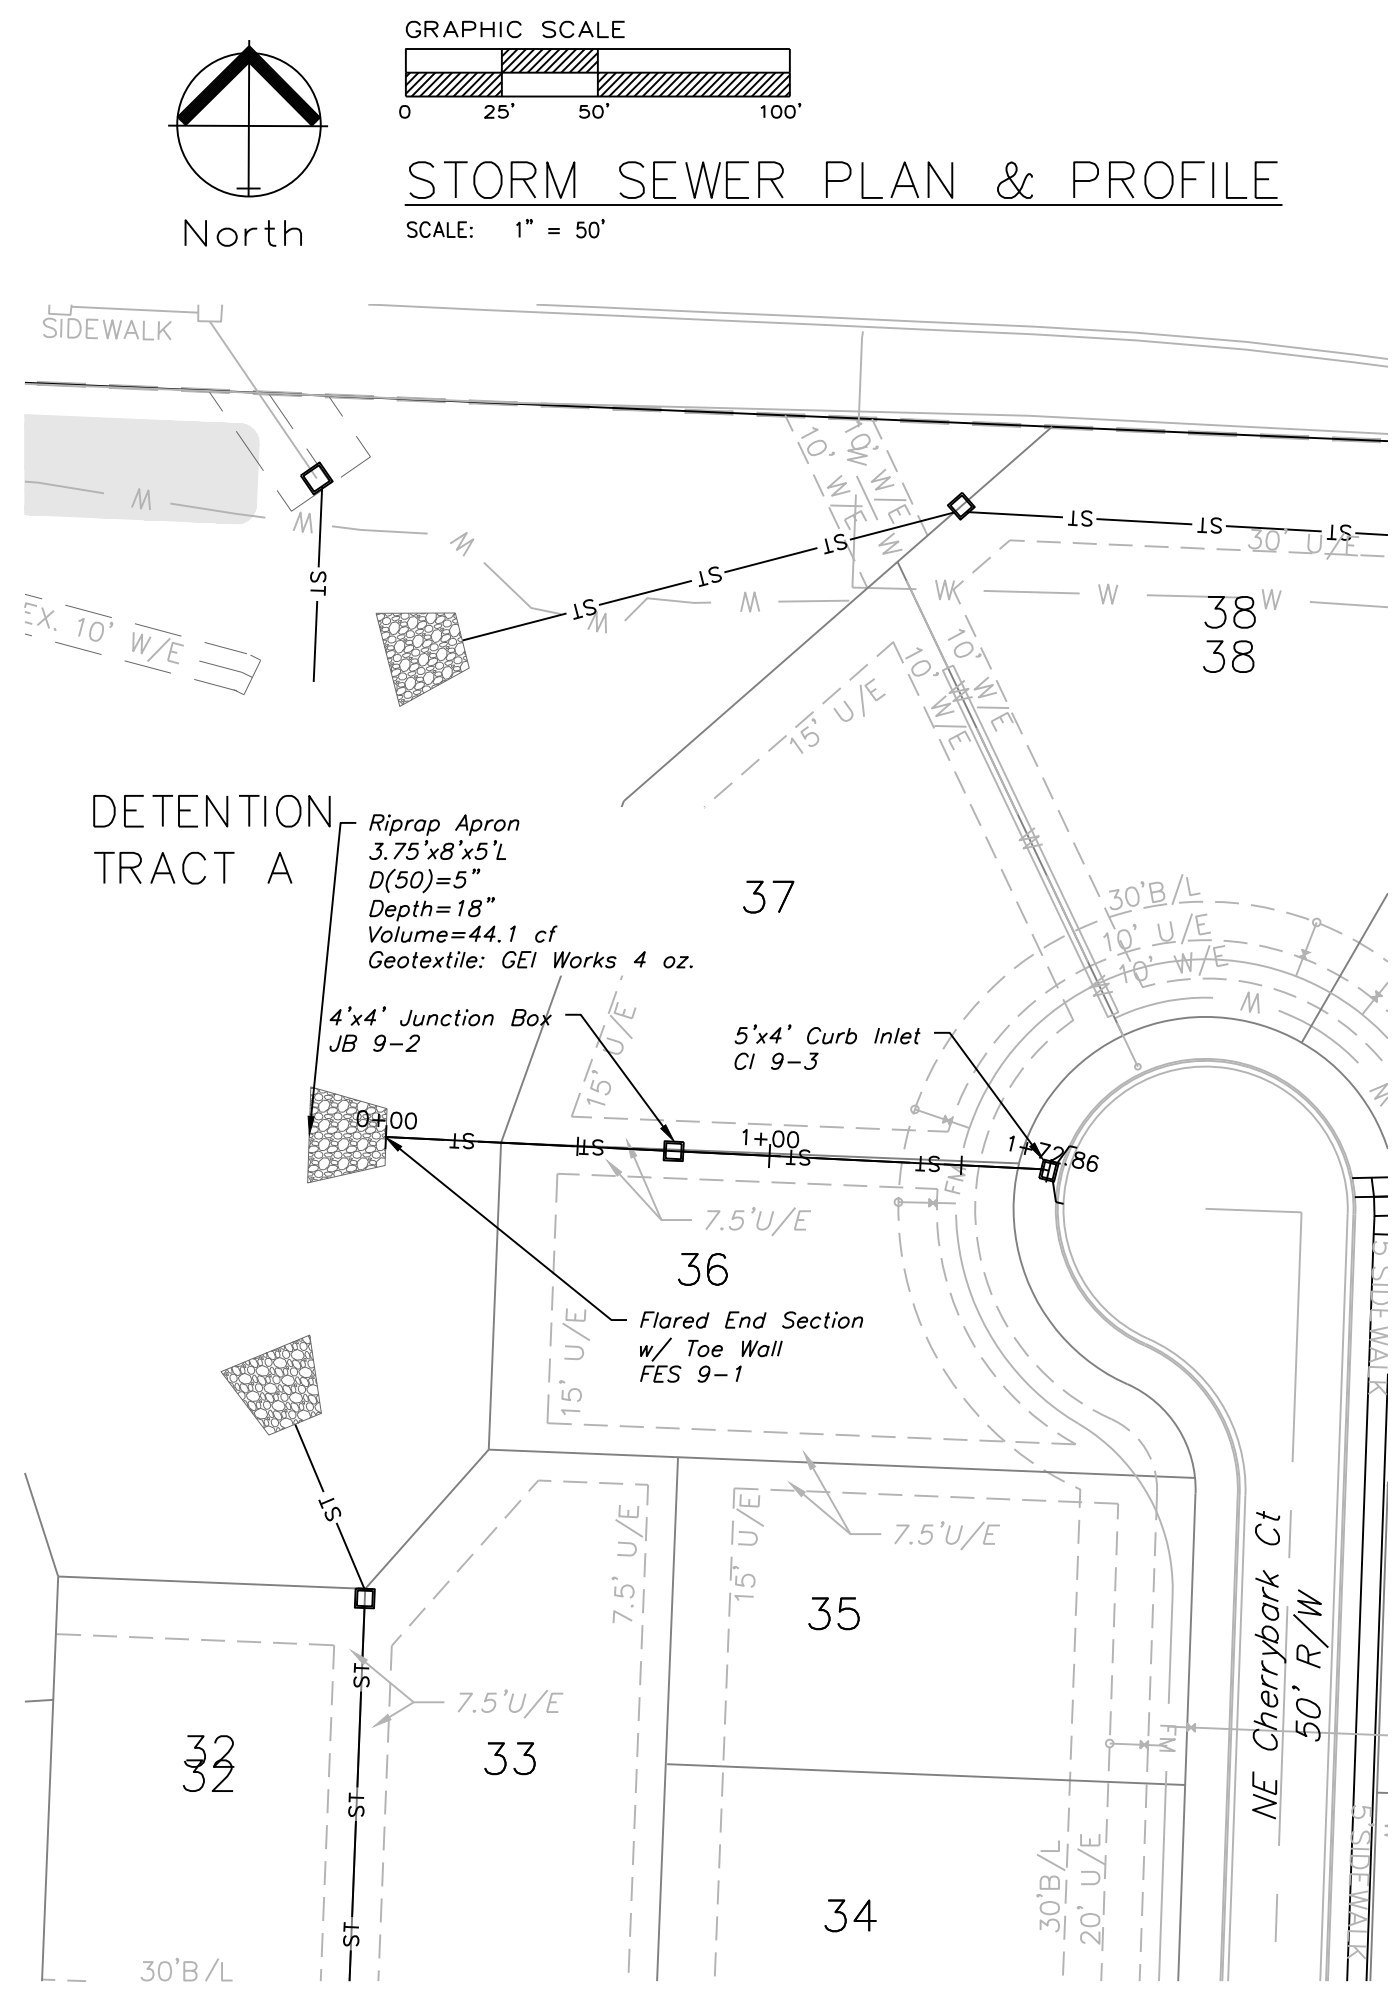 GRAPHIC SCALE
0 25' 50' 100'
STORM SEWER PLAN & PROFILE
SCALE: 1" = 50'
North
SIDEWALK
10' W/E
10' W/E
W
W
W
W
W
W
W
W
W
W
ST
ST
ST
ST
ST
ST
ST
30' U/E
EX. 10' W/E
38
38
10' W/E
10' W/E
15' U/E
DETENTION
TRACT A
Riprap Apron
3.75'x8'x5'L
D(50)=5"
Depth=18"
Volume=44.1 cf
Geotextile: GEI Works 4 oz.
37
30'B/L
10' U/E
10' W/E
W
W
4'x4' Junction Box
JB 9-2
5'x4' Curb Inlet
CI 9-3
15' U/E
0+00
1+00
1+72.86
ST
ST
ST
ST
FM
7.5'U/E
36
Flared End Section
w/ Toe Wall
FES 9-1
15' U/E
5'SIDEWALK
ST
7.5' U/E
15' U/E
7.5'U/E
35
NE Cherrybark Ct
50' R/W
ST
7.5'U/E
32
32
33
FM
ST
ST
34
30'B/L
20' U/E
5'SIDEWALK
30'B/L